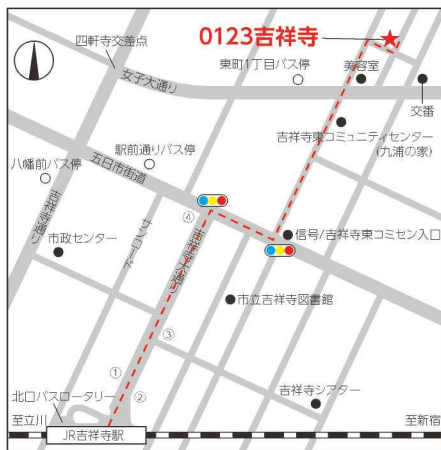 0123吉祥寺
四軒寺交差点
女子大通り
東町1丁目バス停
美容室
交番
吉祥寺東コミュニティセンター
(九浦の家)
駅前通りバス停
五日市街道
八幡前バス停
吉祥寺通り
サンロード
④
吉祥寺大通り
信号/吉祥寺東コミセン入口
市政センター
市立吉祥寺図書館
③
①
②
吉祥寺シアター
北口バスロータリー
至立川
至新宿
JR吉祥寺駅